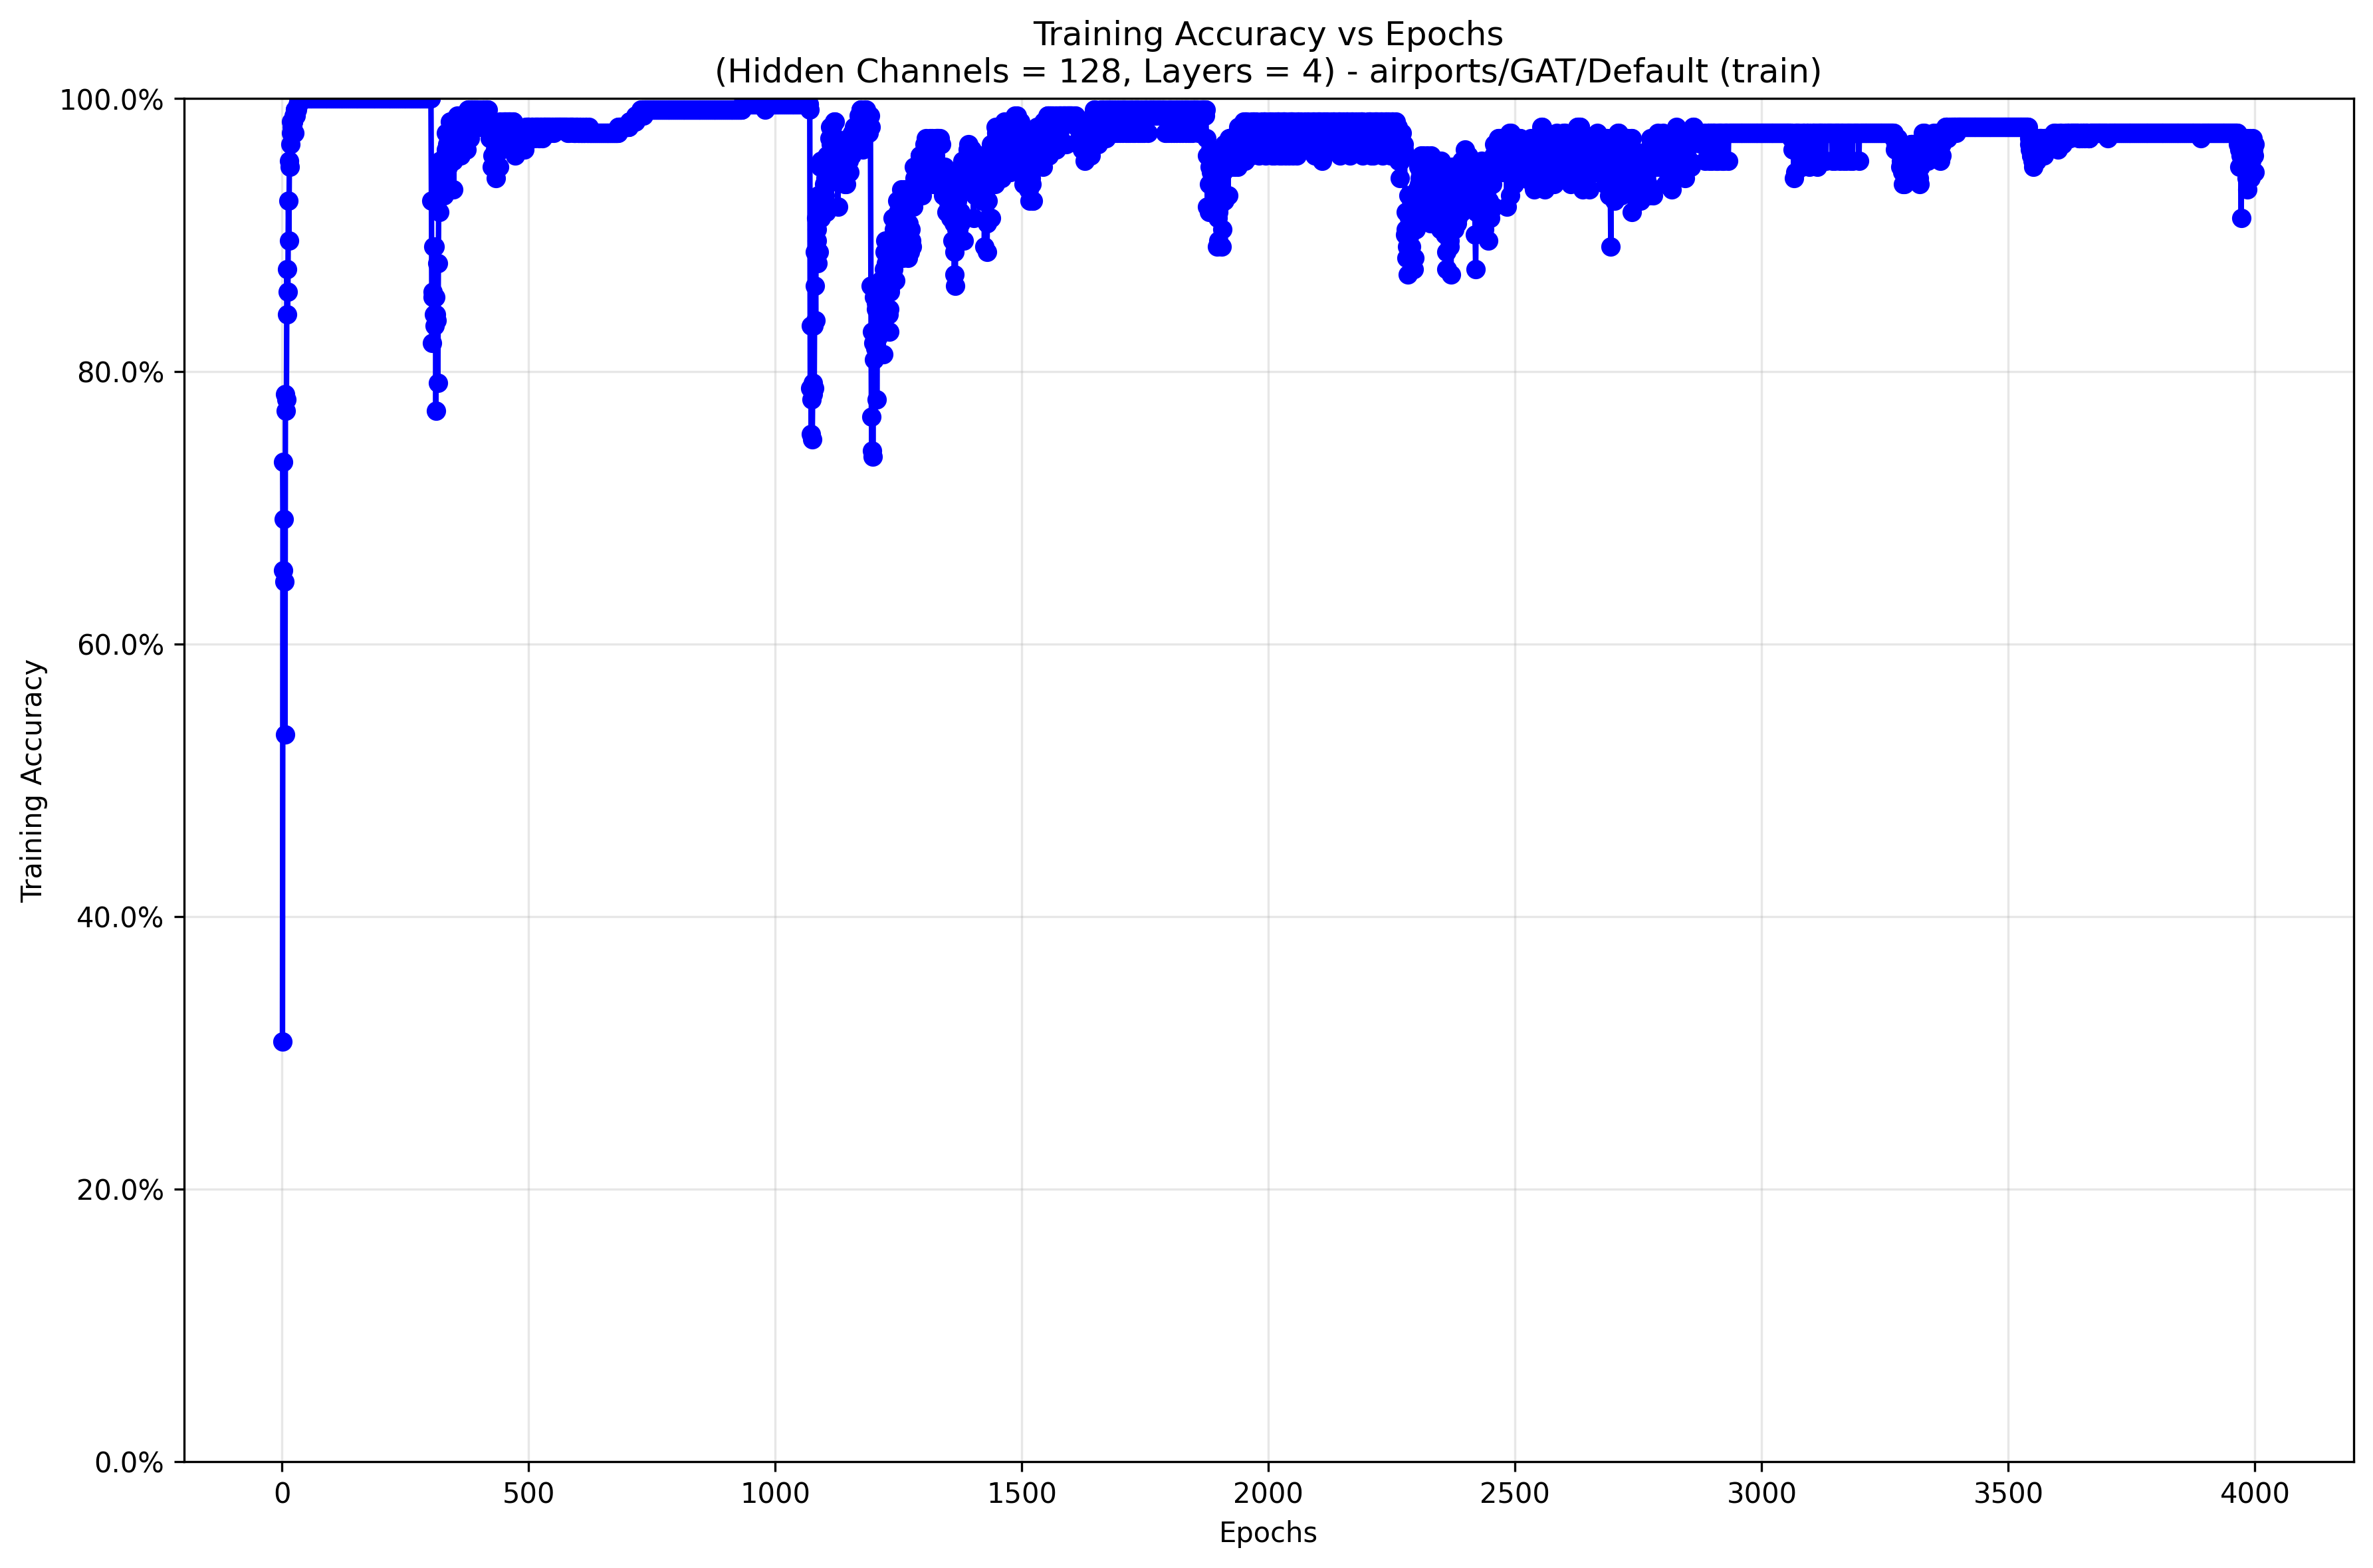 Training Accuracy vs Epochs
(Hidden Channels = 128, Layers = 4) - airports/GAT/Default (train)
100.0%
80.0%
60.0%
40.0%
20.0%
0.0%
Training Accuracy
0 500 1000 1500 2000 2500 3000 3500 4000
Epochs